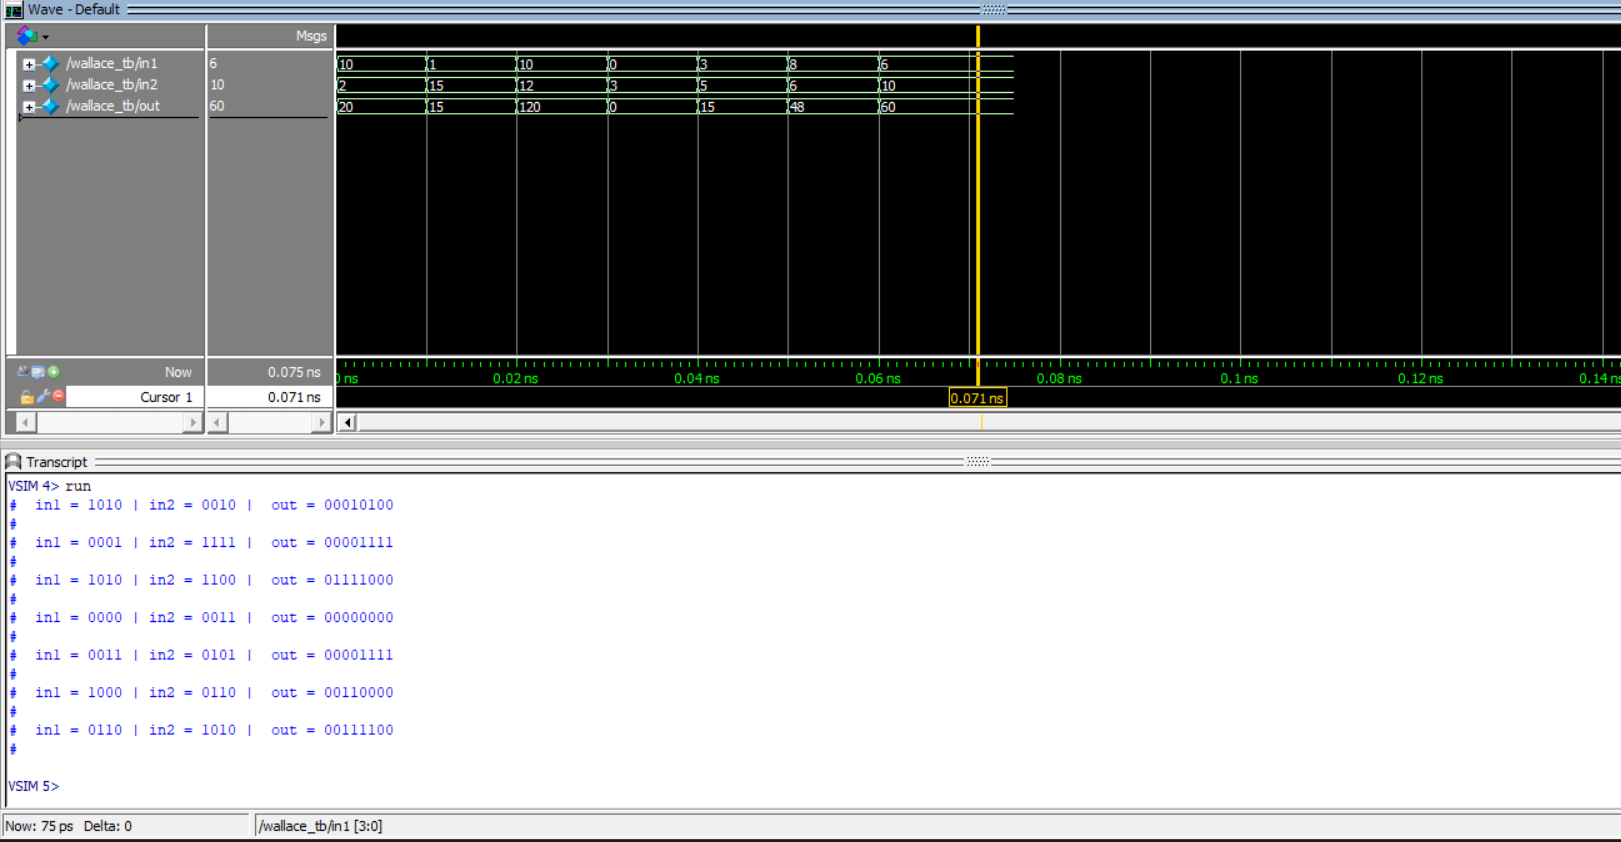 Wave - Default
Msgs
/wallace_tb/in1 6 10 1 10 0 3 8 6
/wallace_tb/in2 10 2 15 12 3 5 6 10
/wallace_tb/out 60 20 15 120 0 15 48 60
Now 0.075 ns ns 0.02 ns 0.04 ns 0.06 ns 0.08 ns 0.1 ns 0.12 ns 0.14 ns
Cursor 1 0.071 ns 0.071 ns
Transcript
VSIM 4> run
# in1 = 1010 | in2 = 0010 | out = 00010100
#
# in1 = 0001 | in2 = 1111 | out = 00001111
#
# in1 = 1010 | in2 = 1100 | out = 01111000
#
# in1 = 0000 | in2 = 0011 | out = 00000000
#
# in1 = 0011 | in2 = 0101 | out = 00001111
#
# in1 = 1000 | in2 = 0110 | out = 00110000
#
# in1 = 0110 | in2 = 1010 | out = 00111100
#
VSIM 5>
Now: 75 ps Delta: 0 /wallace_tb/in1 [3:0]